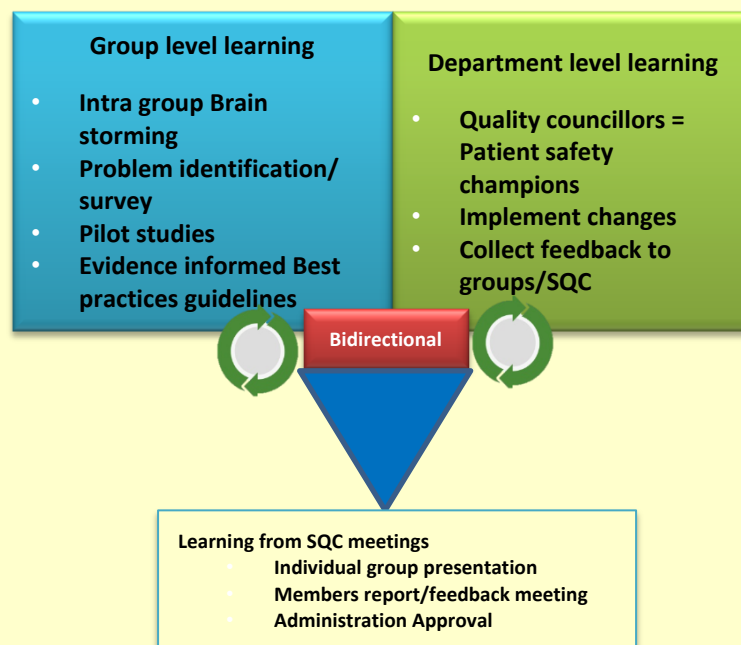 Group level learning
• Intra group Brain
storming
• Problem identification/
survey
• Pilot studies
• Evidence informed Best
practices guidelines
Department level learning
• Quality councillors =
Patient safety
champions
• Implement changes
• Collect feedback to
groups/SQC
Bidirectional
Learning from SQC meetings
• Individual group presentation
• Members report/feedback meeting
• Administration Approval